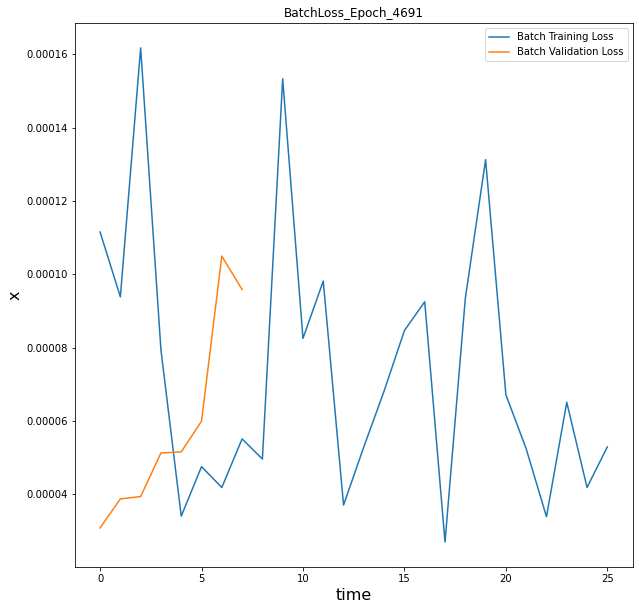 BatchLoss_Epoch_4691
Batch Training Loss
Batch Validation Loss
0.00016
0.00014
0.00012
0.00010
0.00008
0.00006
0.00004
x
0 5 10 15 20 25
time